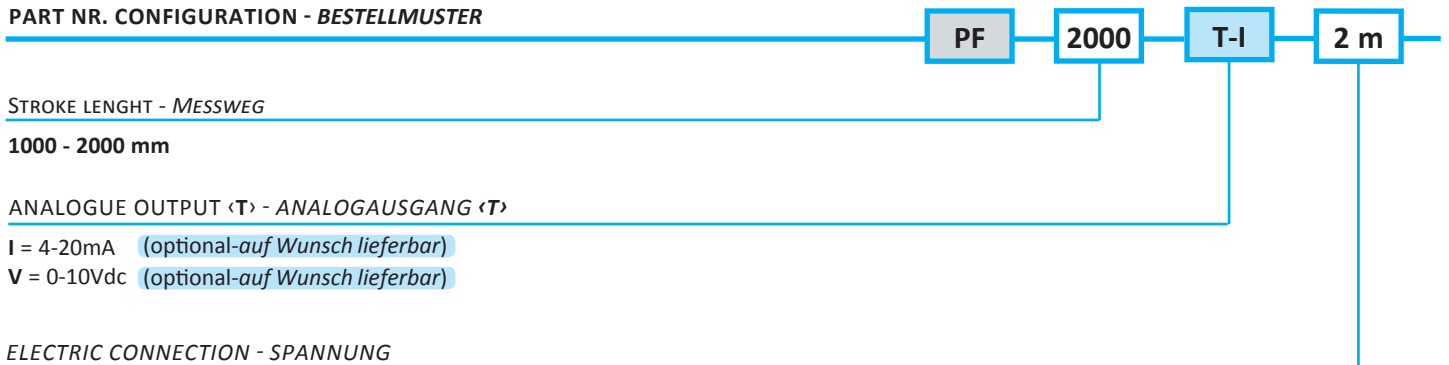 PART NR. CONFIGURATION - BESTELLMUSTER
PF 2000 T-I 2 m
STROKE LENGHT - MESSWEG
1000 - 2000 mm
ANALOGUE OUTPUT ‹T› - ANALOGAUSGANG ‹T›
I = 4-20mA (optional-auf Wunsch lieferbar)
V = 0-10Vdc (optional-auf Wunsch lieferbar)
ELECTRIC CONNECTION - SPANNUNG